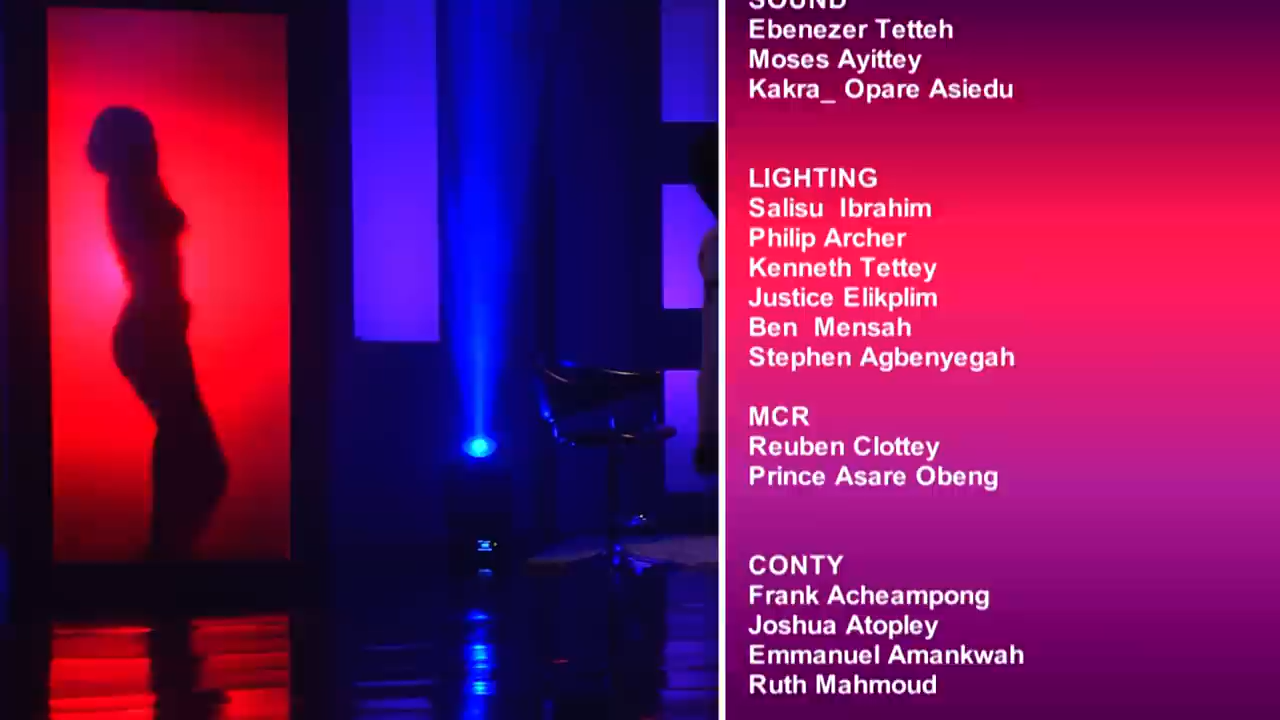 SOUND
Ebenezer Tetteh
Moses Ayittey
Kakra_ Opare Asiedu
LIGHTING
Salisu  Ibrahim
Philip Archer
Kenneth Tettey
Justice Elikplim
Ben  Mensah
Stephen Agbenyegah
MCR
Reuben Clottey
Prince Asare Obeng
CONTY
Frank Acheampong
Joshua Atopley
Emmanuel Amankwah
Ruth Mahmoud